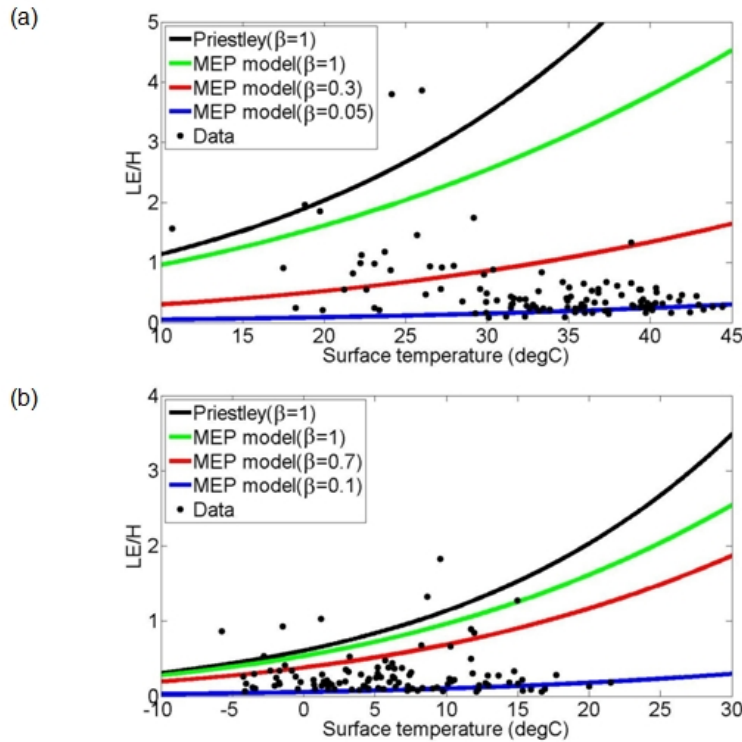 (a)
Priestley(β=1)
MEP model(β=1)
MEP model(β=0.3)
MEP model(β=0.05)
Data
LE/H
5
4
3
2
1
0
10 15 20 25 30 35 40 45
Surface temperature (degC)
(b)
Priestley(β=1)
MEP model(β=1)
MEP model(β=0.7)
MEP model(β=0.1)
Data
LE/H
4
3
2
1
0
-10 -5 0 5 10 15 20 25 30
Surface temperature (degC)